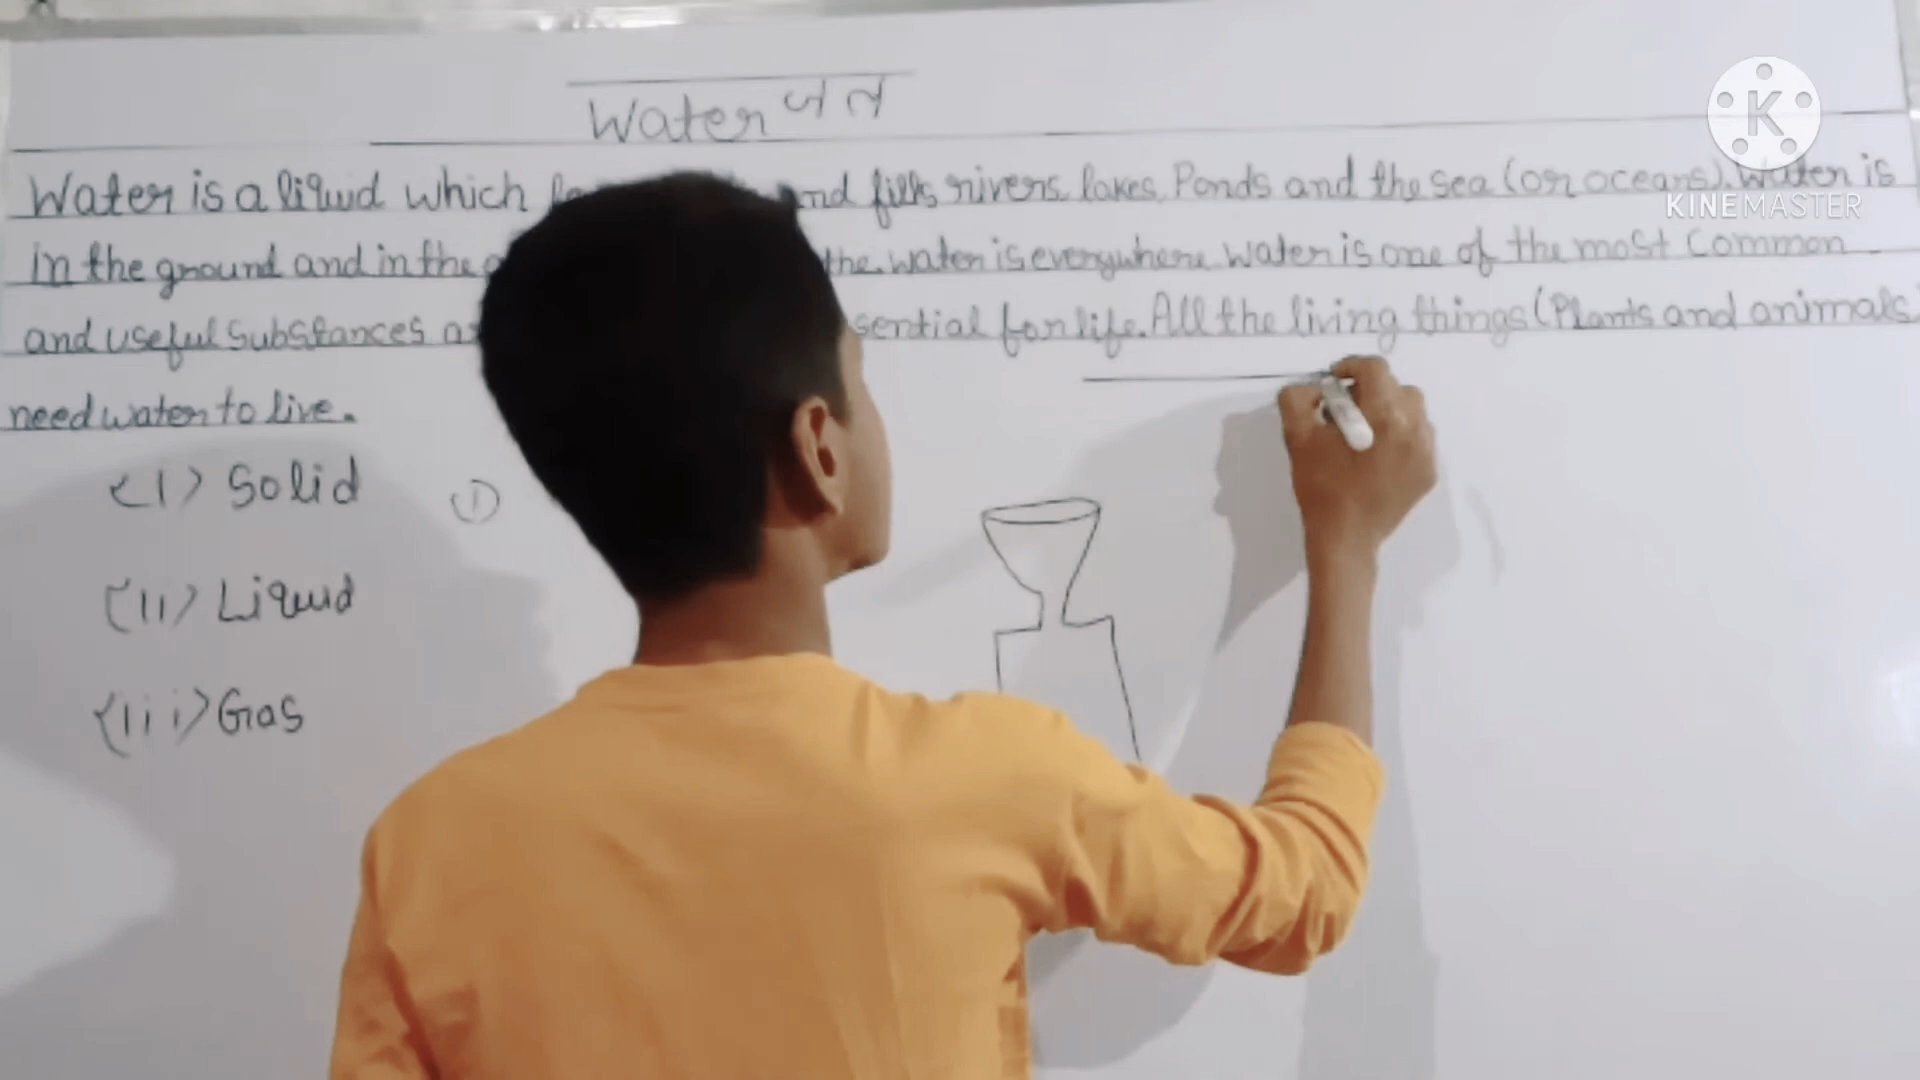 Water जल
Water is a liquid which and fills rivers, lakes, Ponds and the sea (or oceans). Water is
in the ground and in the the water is everywhere. Water is one of the most Common
and useful substances sential for life. All the living things (Plants and animals)
need water to live.
(i) Solid
(1)
(ii) Liquid
(iii) Gas
K
KINEMASTER